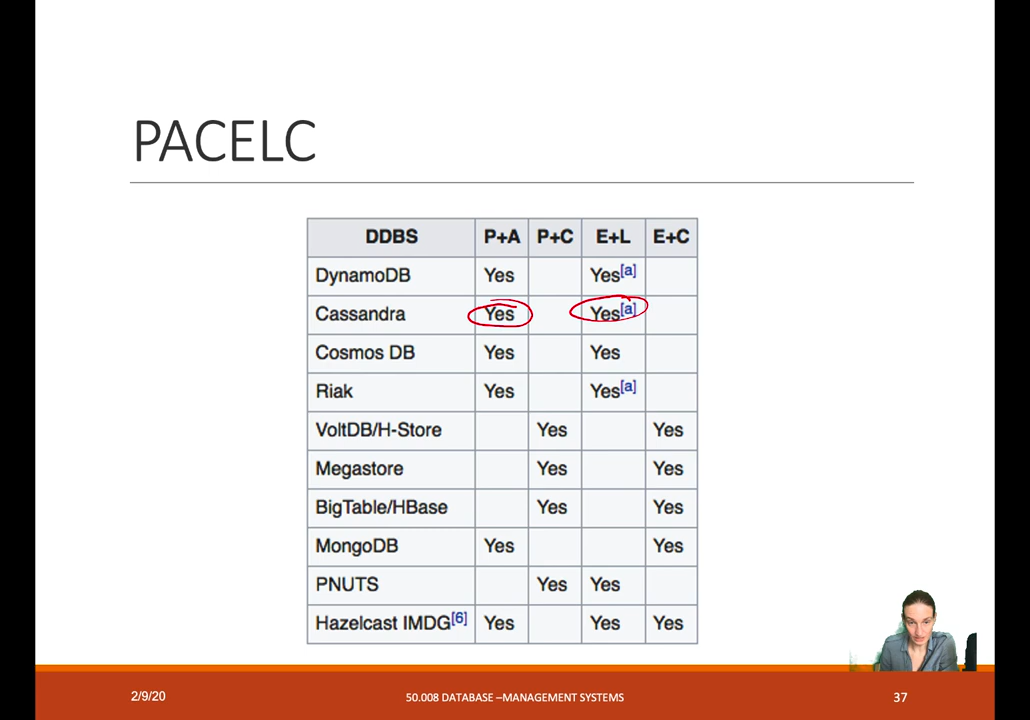 PACELC
DDBS P+A P+C E+L E+C
DynamoDB Yes Yes[a]
Cassandra Yes Yes[a]
Cosmos DB Yes Yes
Riak Yes Yes[a]
VoltDB/H-Store Yes Yes
Megastore Yes Yes
BigTable/HBase Yes Yes
MongoDB Yes Yes
PNUTS Yes Yes
Hazelcast IMDG[6] Yes Yes Yes
2/9/20 50.008 DATABASE –MANAGEMENT SYSTEMS 37